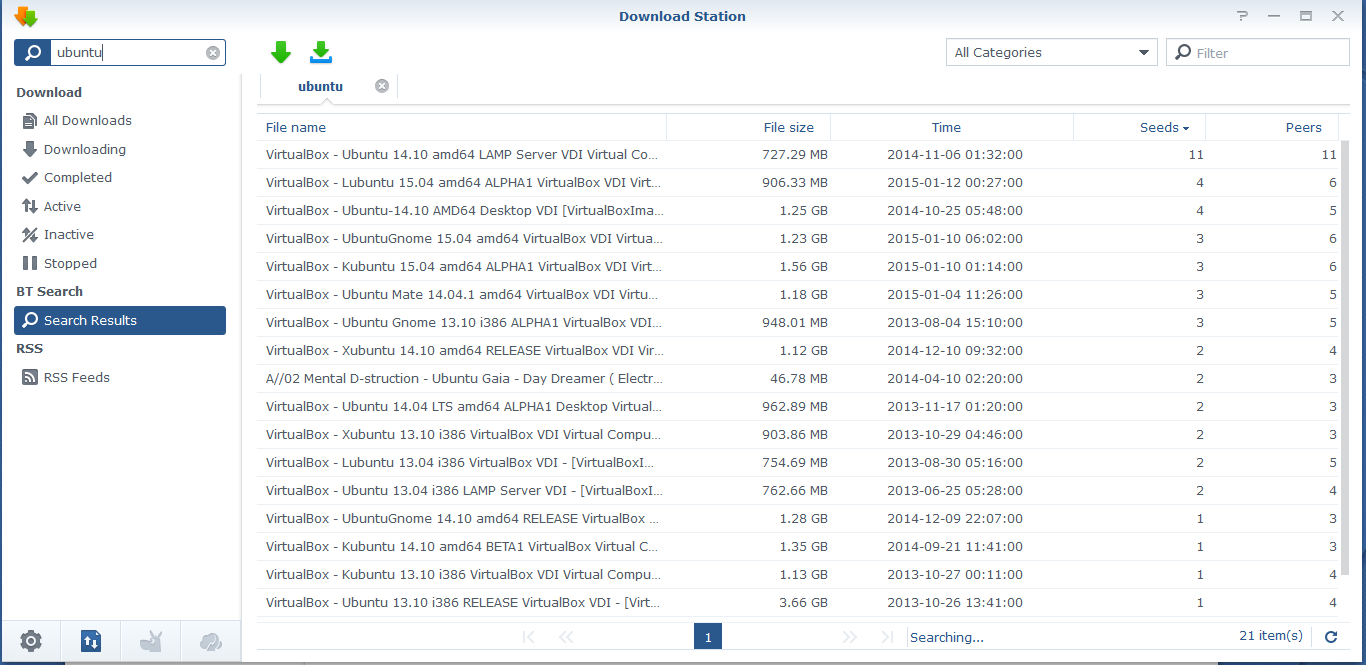 Download Station
ubuntu
All Categories
Filter
Download
All Downloads
Downloading
Completed
Active
Inactive
Stopped
BT Search
Search Results
RSS
RSS Feeds
ubuntu
File name File size Time Seeds Peers
VirtualBox - Ubuntu 14.10 amd64 LAMP Server VDI Virtual Co... 727.29 MB 2014-11-06 01:32:00 11 11
VirtualBox - Lubuntu 15.04 amd64 ALPHA1 VirtualBox VDI Virt... 906.33 MB 2015-01-12 00:27:00 4 6
VirtualBox - Ubuntu-14.10 AMD64 Desktop VDI [VirtualBoxIma... 1.25 GB 2014-10-25 05:48:00 4 5
VirtualBox - UbuntuGnome 15.04 amd64 VirtualBox VDI Virtua... 1.23 GB 2015-01-10 06:02:00 3 6
VirtualBox - Kubuntu 15.04 amd64 ALPHA1 VirtualBox VDI Virt... 1.56 GB 2015-01-10 01:14:00 3 6
VirtualBox - Ubuntu Mate 14.04.1 amd64 VirtualBox VDI Virtu... 1.18 GB 2015-01-04 11:26:00 3 5
VirtualBox - Ubuntu Gnome 13.10 i386 ALPHA1 VirtualBox VDI... 948.01 MB 2013-08-04 15:10:00 3 5
VirtualBox - Xubuntu 14.10 amd64 RELEASE VirtualBox VDI Vir... 1.12 GB 2014-12-10 09:32:00 2 4
A//02 Mental D-struction - Ubuntu Gaia - Day Dreamer ( Electr... 46.78 MB 2014-04-10 02:20:00 2 3
VirtualBox - Ubuntu 14.04 LTS amd64 ALPHA1 Desktop Virtual... 962.89 MB 2013-11-17 01:20:00 2 3
VirtualBox - Xubuntu 13.10 i386 VirtualBox VDI Virtual Compu... 903.86 MB 2013-10-29 04:46:00 2 3
VirtualBox - Lubuntu 13.04 i386 VirtualBox VDI - [VirtualBoxI... 754.69 MB 2013-08-30 05:16:00 2 5
VirtualBox - Ubuntu 13.04 i386 LAMP Server VDI - [VirtualBoxI... 762.66 MB 2013-06-25 05:28:00 2 4
VirtualBox - UbuntuGnome 14.10 amd64 RELEASE VirtualBox ... 1.28 GB 2014-12-09 22:07:00 1 3
VirtualBox - Kubuntu 14.10 amd64 BETA1 VirtualBox Virtual C... 1.35 GB 2014-09-21 11:41:00 1 3
VirtualBox - Kubuntu 13.10 i386 VirtualBox VDI Virtual Compu... 1.13 GB 2013-10-27 00:11:00 1 4
VirtualBox - Ubuntu 13.10 i386 RELEASE VirtualBox VDI - [Virt... 3.66 GB 2013-10-26 13:41:00 1 4
1 Searching... 21 item(s)